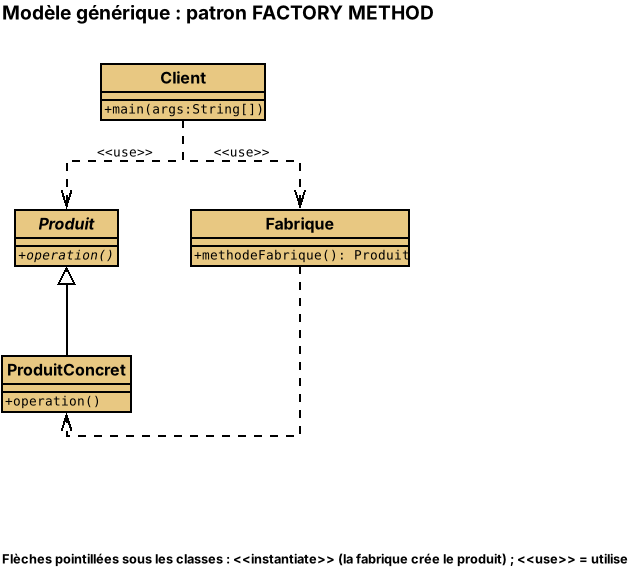 Modèle générique : patron FACTORY METHOD
Client
+main(args:String[])
<<use>> <<use>>
Produit
+operation()
Fabrique
+methodeFabrique(): Produit
ProduitConcret
+operation()
Flèches pointillées sous les classes : <<instantiate>> (la fabrique crée le produit) ; <<use>> = utilise